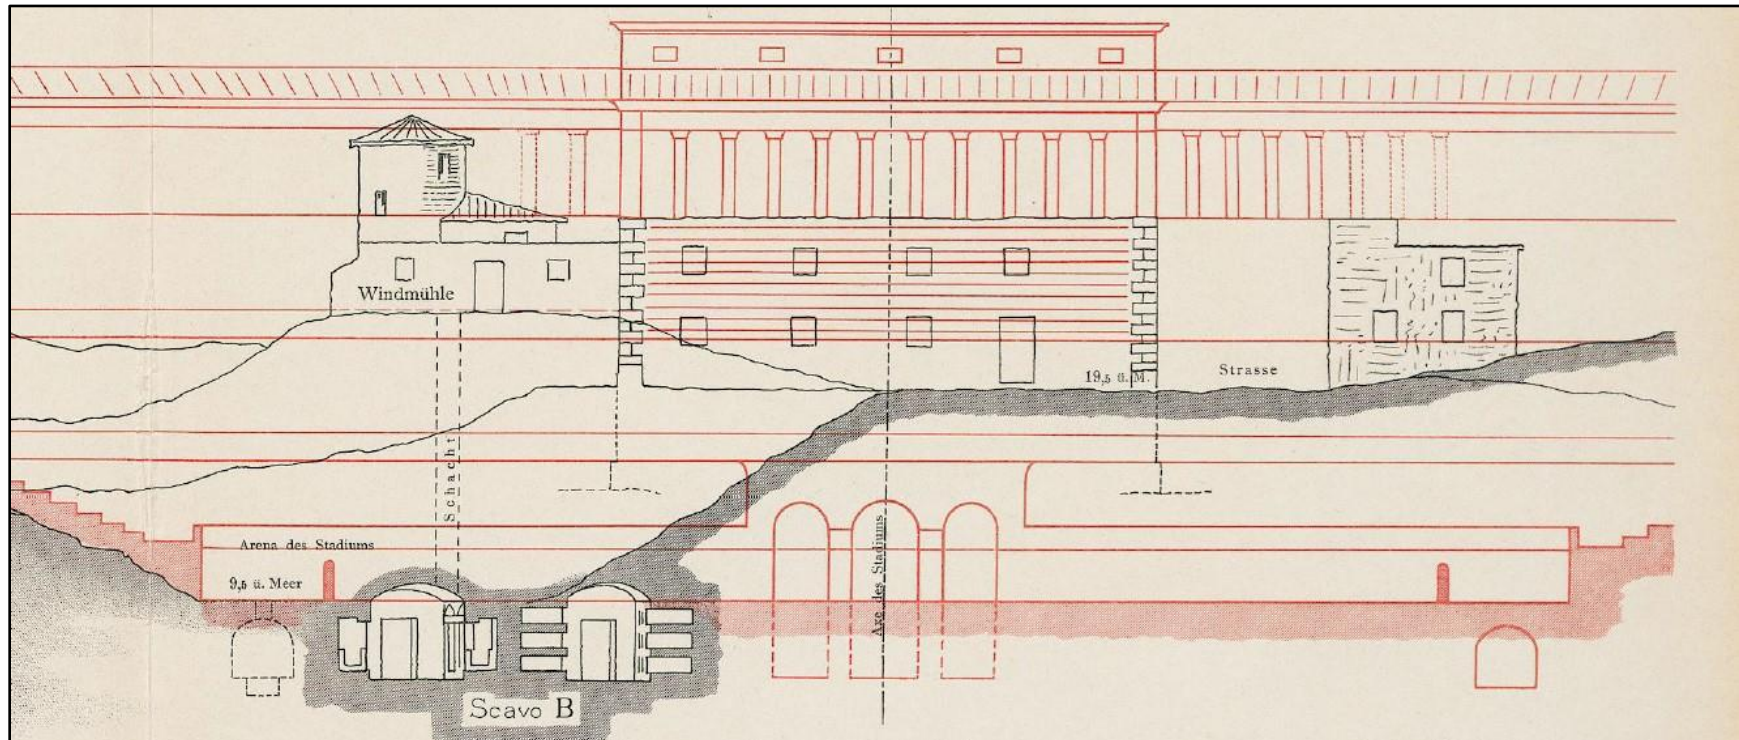 Windmühle
19,5 ü. M.
Strasse
Schacht
Arena des Stadiums
9,5 ü. Meer
Axe des Stadiums
Scavo B